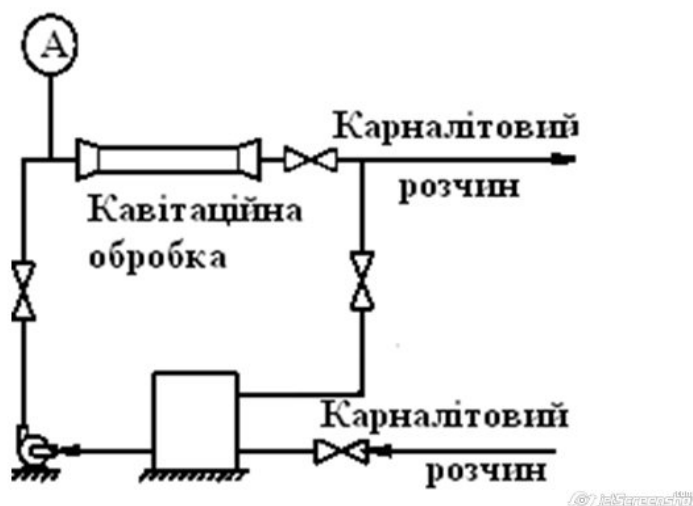 А
Карналітовий
розчин
Кавітаційна
обробка
Карналітовий
розчин